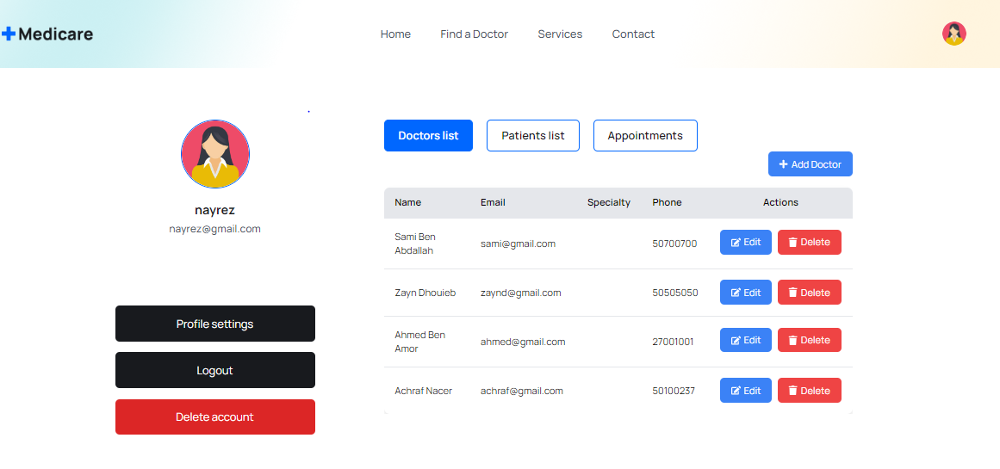 Medicare
Home Find a Doctor Services Contact
nayrez
nayrez@gmail.com
Profile settings
Logout
Delete account
Doctors list Patients list Appointments
Add Doctor
Name Email Specialty Phone Actions
Sami Ben
Abdallah sami@gmail.com 50700700 Edit Delete
Zayn Dhouieb zaynd@gmail.com 50505050 Edit Delete
Ahmed Ben
Amor ahmed@gmail.com 27001001 Edit Delete
Achraf Nacer achraf@gmail.com 50100237 Edit Delete